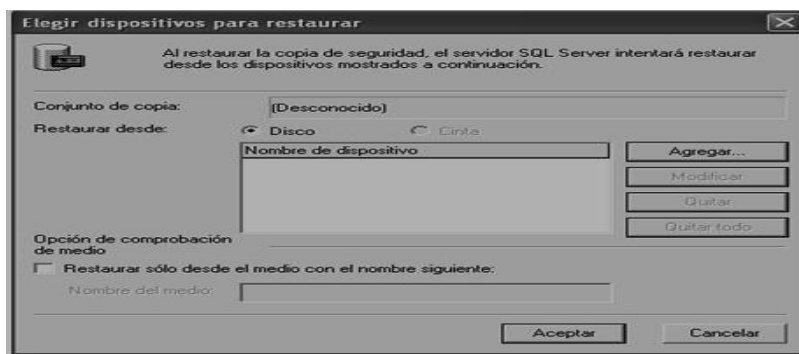 Elegir dispositivos para restaurar
Al restaurar la copia de seguridad, el servidor SQL Server intentará restaurar
desde los dispositivos mostrados a continuación.
Conjunto de copia:
(Desconocido)
Restaurar desde:
Disco
Cinta
Nombre de dispositivo
Agregar...
Modificar
Quitar
Quitar todo
Opción de comprobación
de medio
Restaurar sólo desde el medio con el nombre siguiente:
Nombre del medio:
Aceptar
Cancelar